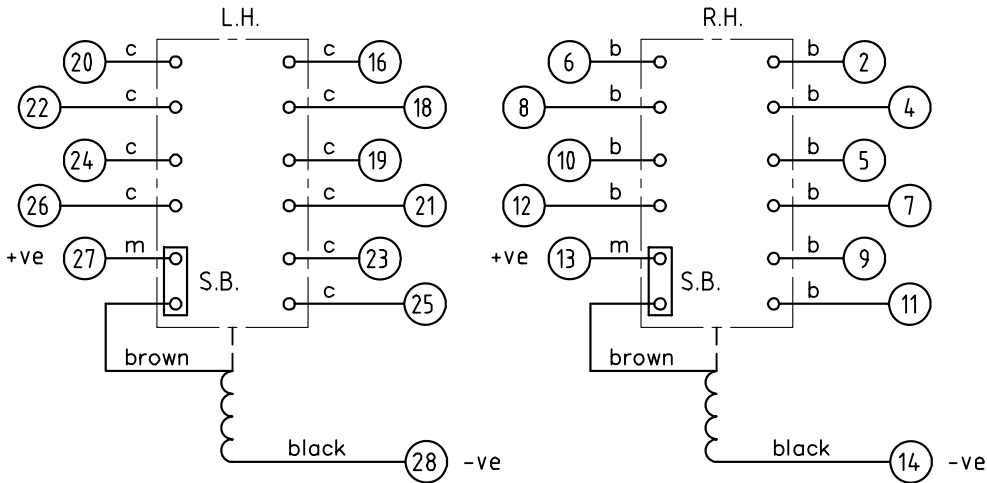 L.H. R.H.
20 c c 16 6 b b 2
22 c c 18 8 b b 4
24 c c 19 10 b b 5
26 c c 21 12 b b 7
+ve 27 m c 23 +ve 13 m b 9
S.B. c 25 S.B. b 11
brown brown
black 28 -ve black 14 -ve